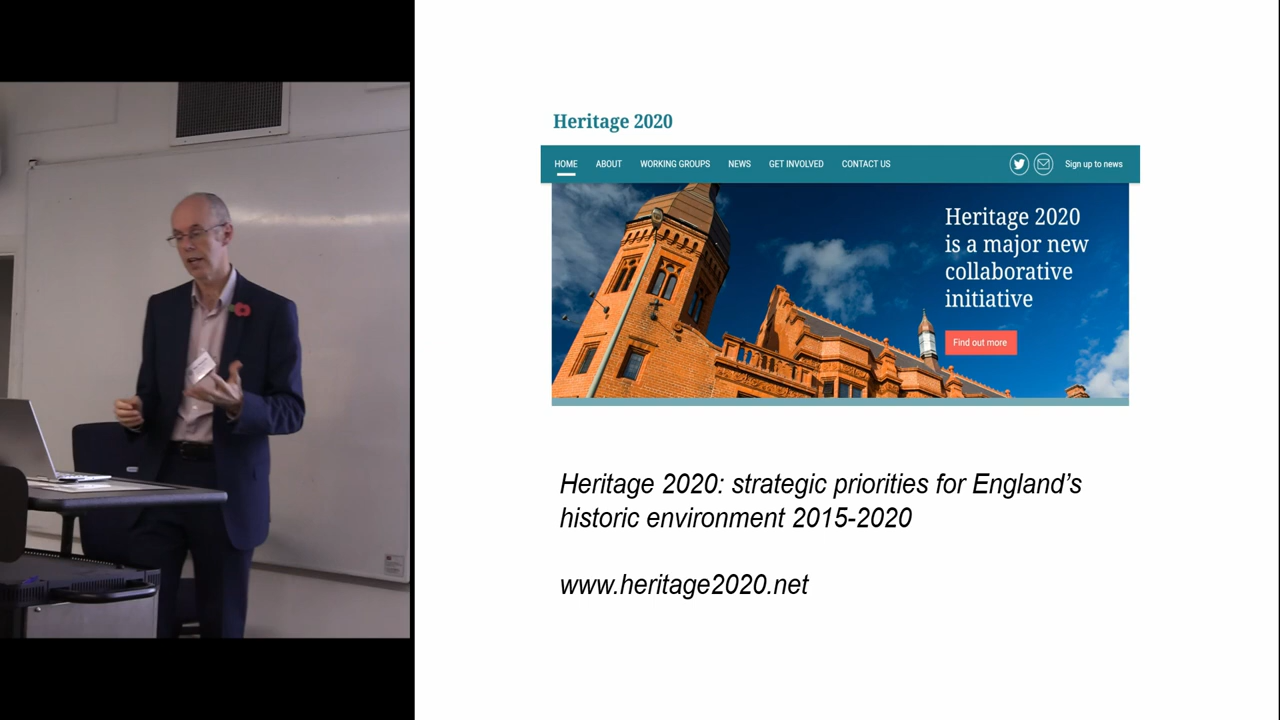 Heritage 2020
HOME ABOUT WORKING GROUPS NEWS GET INVOLVED CONTACT US Sign up to news
Heritage 2020
is a major new
collaborative
initiative
Find out more
Heritage 2020: strategic priorities for England’s
historic environment 2015-2020
www.heritage2020.net